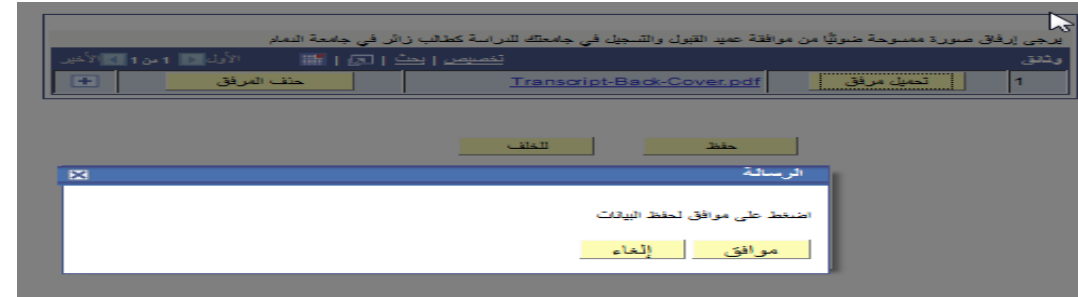 يرجى إرفاق صورة ممسوحة ضوئيًا من موافقة عميد القبول والتسجيل في جامعتك للدراسة كطالب زائر في جامعة الدمام
وثائق تخصيص | بحث | | الأول 1 من 1 الأخير
1 تحميل مرفق Transcript-Back-Cover.pdf حذف المرفق
حفظ للخلف
الرسالة
اضغط على موافق لحفظ البيانات
موافق إلغاء